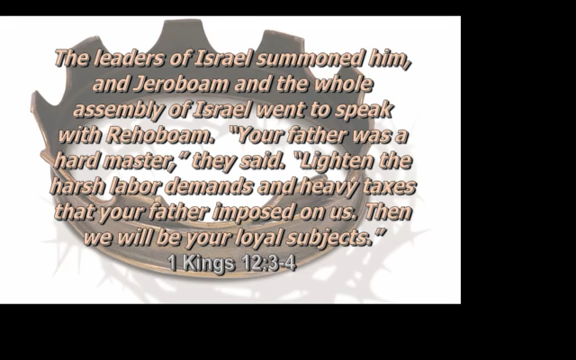 The leaders of Israel summoned him,
and Jeroboam and the whole
assembly of Israel went to speak
with Rehoboam. “Your father was a
hard master,” they said. “Lighten the
harsh labor demands and heavy taxes
that your father imposed on us. Then
we will be your loyal subjects.”
1 Kings 12:3-4